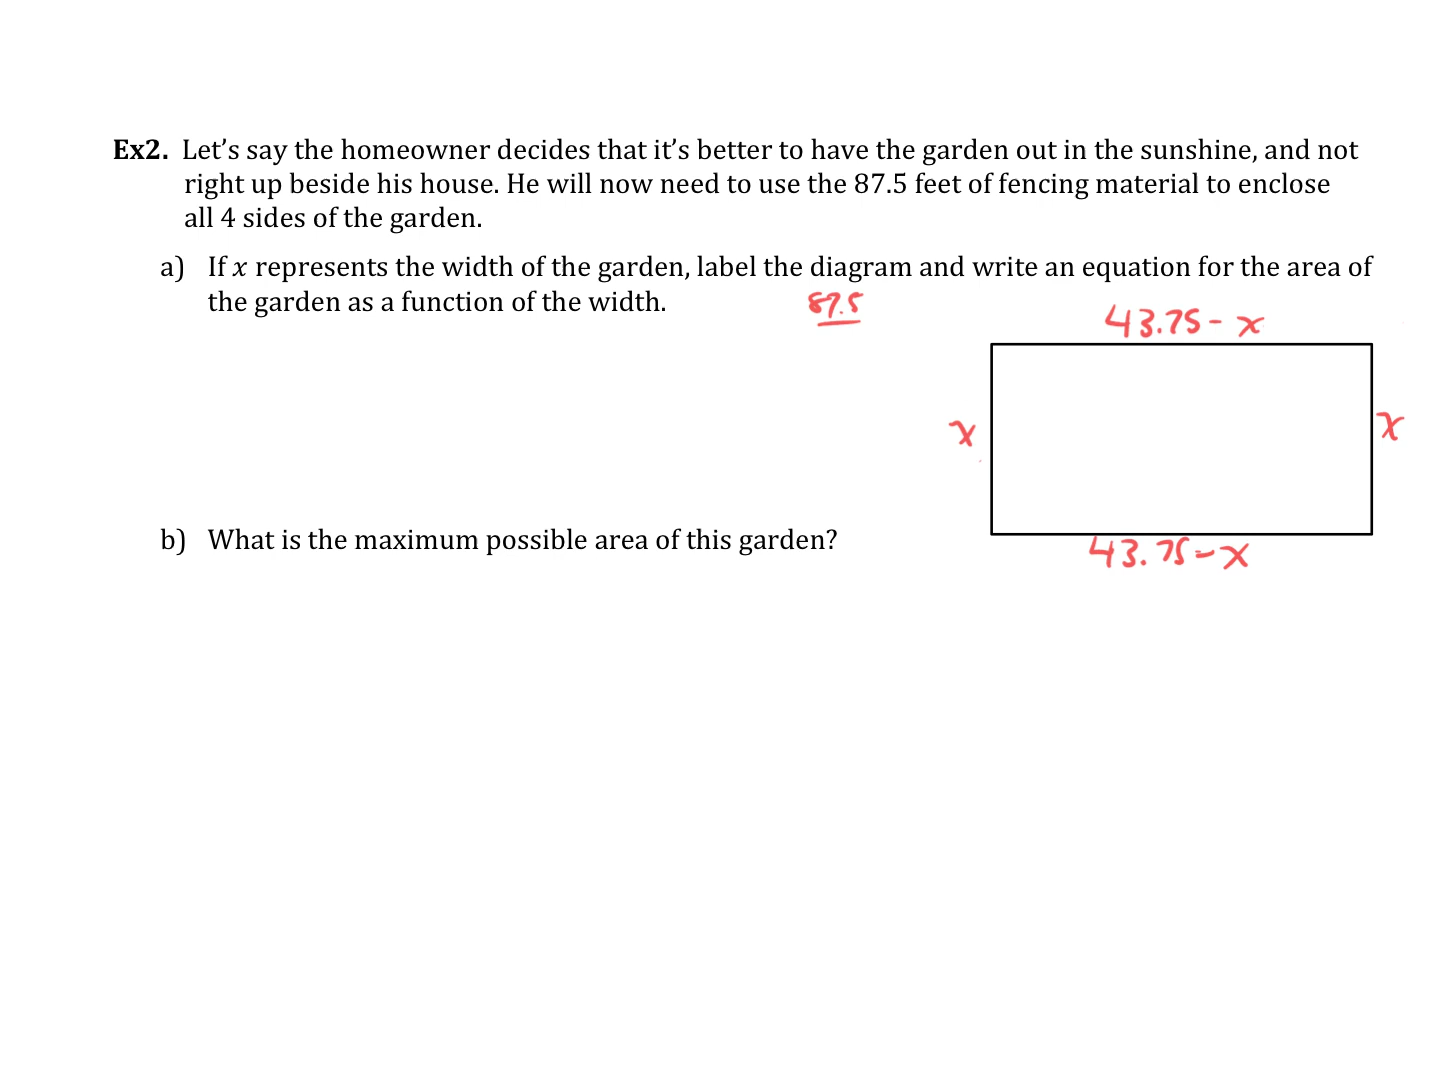 Ex2. Let’s say the homeowner decides that it’s better to have the garden out in the sunshine, and not
right up beside his house. He will now need to use the 87.5 feet of fencing material to enclose
all 4 sides of the garden.
a) If x represents the width of the garden, label the diagram and write an equation for the area of
the garden as a function of the width.
87.5
43.75 - x
x
x
43.75 - x
b) What is the maximum possible area of this garden?